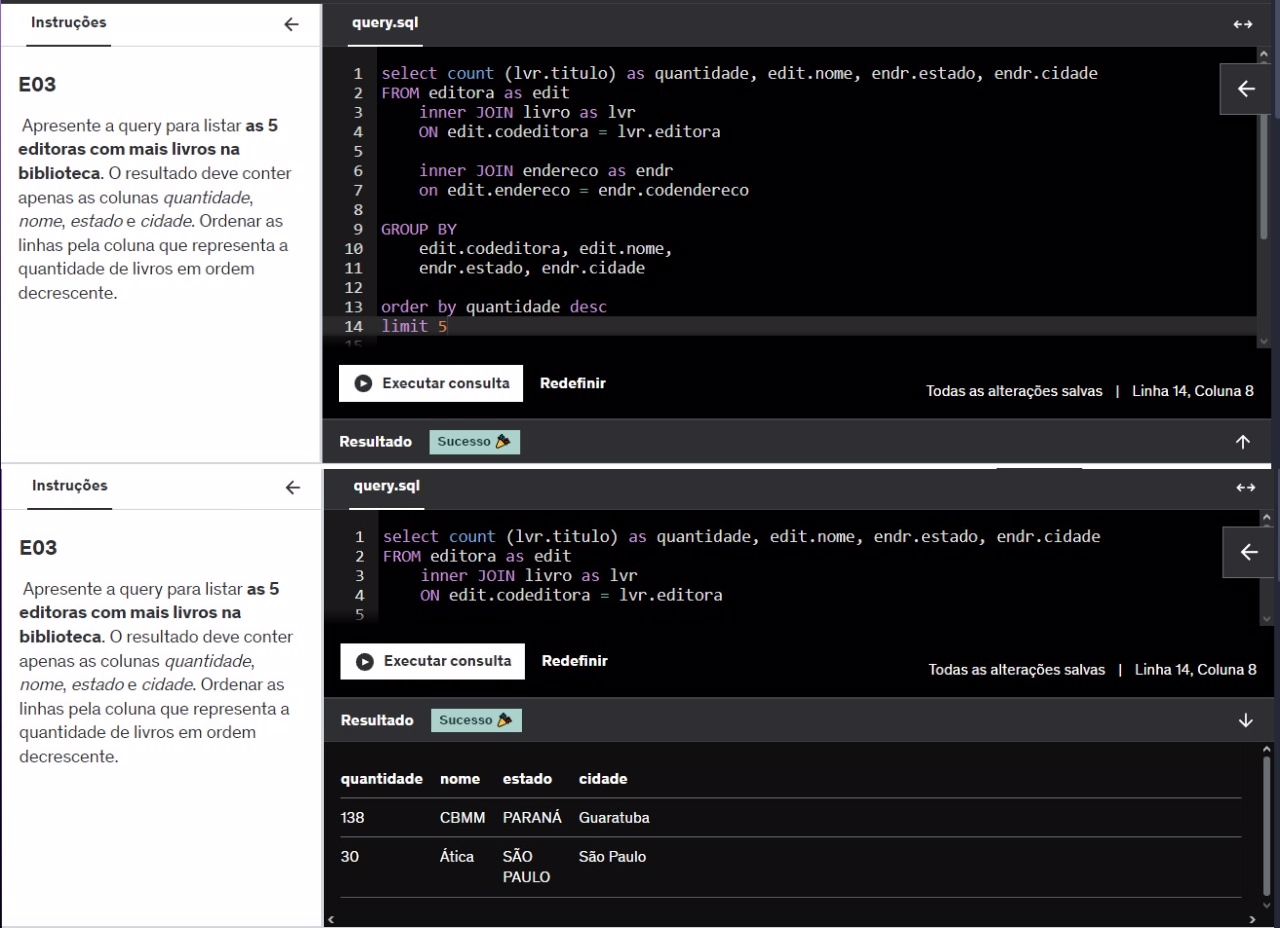 Instruções
query.sql
E03
Apresente a query para listar as 5
editoras com mais livros na
biblioteca. O resultado deve conter
apenas as colunas quantidade,
nome, estado e cidade. Ordenar as
linhas pela coluna que representa a
quantidade de livros em ordem
decrescente.
1 select count (lvr.titulo) as quantidade, edit.nome, endr.estado, endr.cidade
2 FROM editora as edit
3 inner JOIN livro as lvr
4 ON edit.codeditora = lvr.editora
5
6 inner JOIN endereco as endr
7 on edit.endereco = endr.codendereco
8
9 GROUP BY
10 edit.codeditora, edit.nome,
11 endr.estado, endr.cidade
12
13 order by quantidade desc
14 limit 5
15
Executar consulta Redefinir
Todas as alterações salvas | Linha 14, Coluna 8
Resultado Sucesso 🎉
Instruções
query.sql
E03
Apresente a query para listar as 5
editoras com mais livros na
biblioteca. O resultado deve conter
apenas as colunas quantidade,
nome, estado e cidade. Ordenar as
linhas pela coluna que representa a
quantidade de livros em ordem
decrescente.
1 select count (lvr.titulo) as quantidade, edit.nome, endr.estado, endr.cidade
2 FROM editora as edit
3 inner JOIN livro as lvr
4 ON edit.codeditora = lvr.editora
5
Executar consulta Redefinir
Todas as alterações salvas | Linha 14, Coluna 8
Resultado Sucesso 🎉
quantidade nome estado cidade
138 CBMM PARANÁ Guaratuba
30 Ática SÃO São Paulo
PAULO